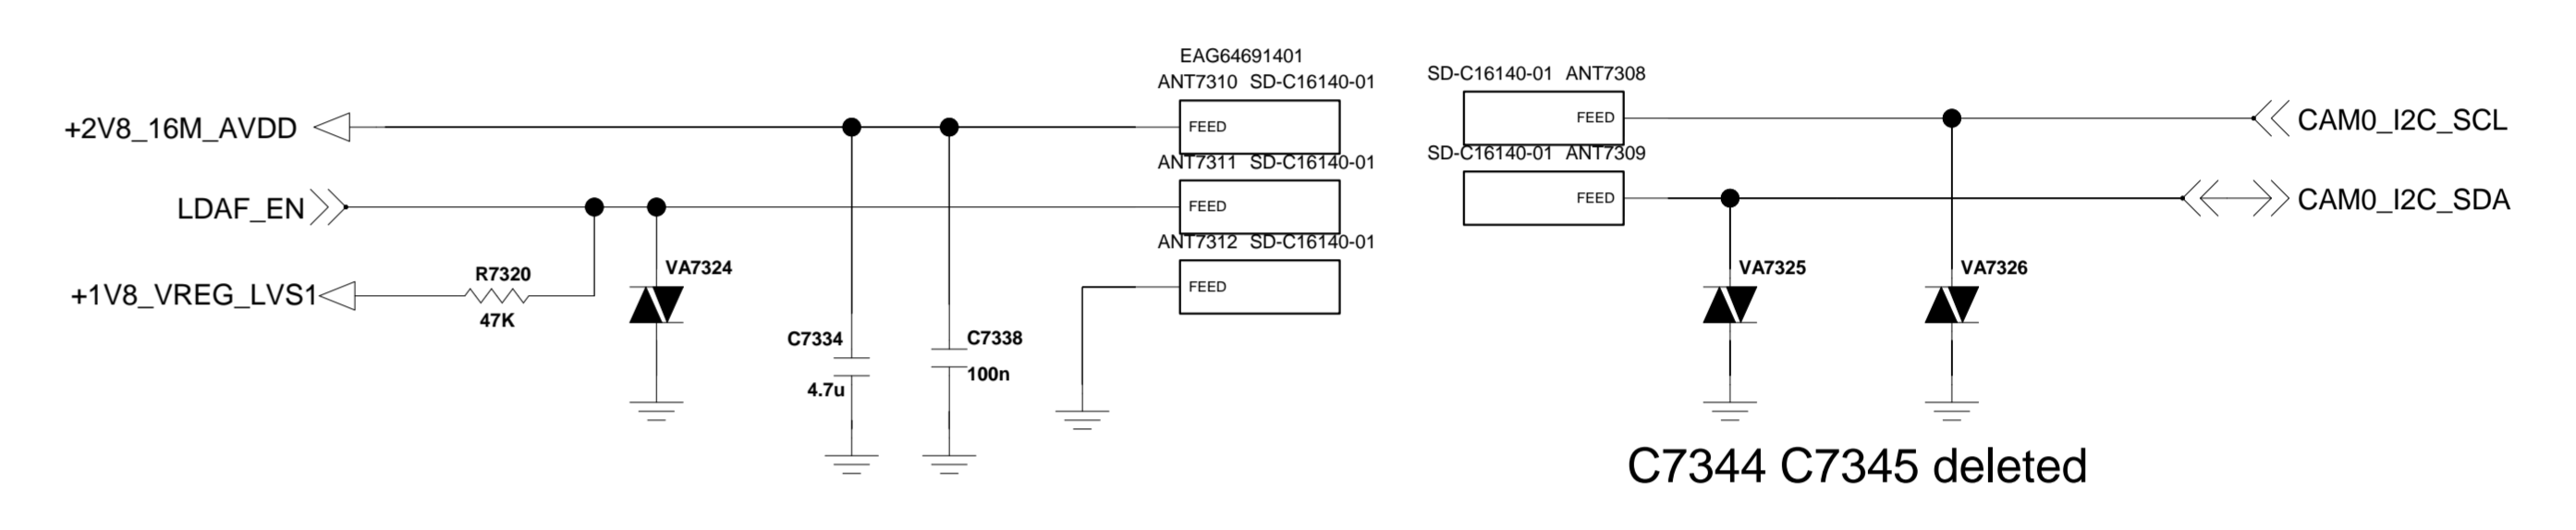 EAG64691401
ANT7310 SD-C16140-01
SD-C16140-01 ANT7308
+2V8_16M_AVDD
FEED
FEED
CAM0_I2C_SCL
ANT7311 SD-C16140-01
SD-C16140-01 ANT7309
LDAF_EN
FEED
FEED
CAM0_I2C_SDA
ANT7312 SD-C16140-01
R7320
VA7324
VA7325
VA7326
+1V8_VREG_LVS1
FEED
47K
C7334
C7338
4.7u
100n
C7344 C7345 deleted